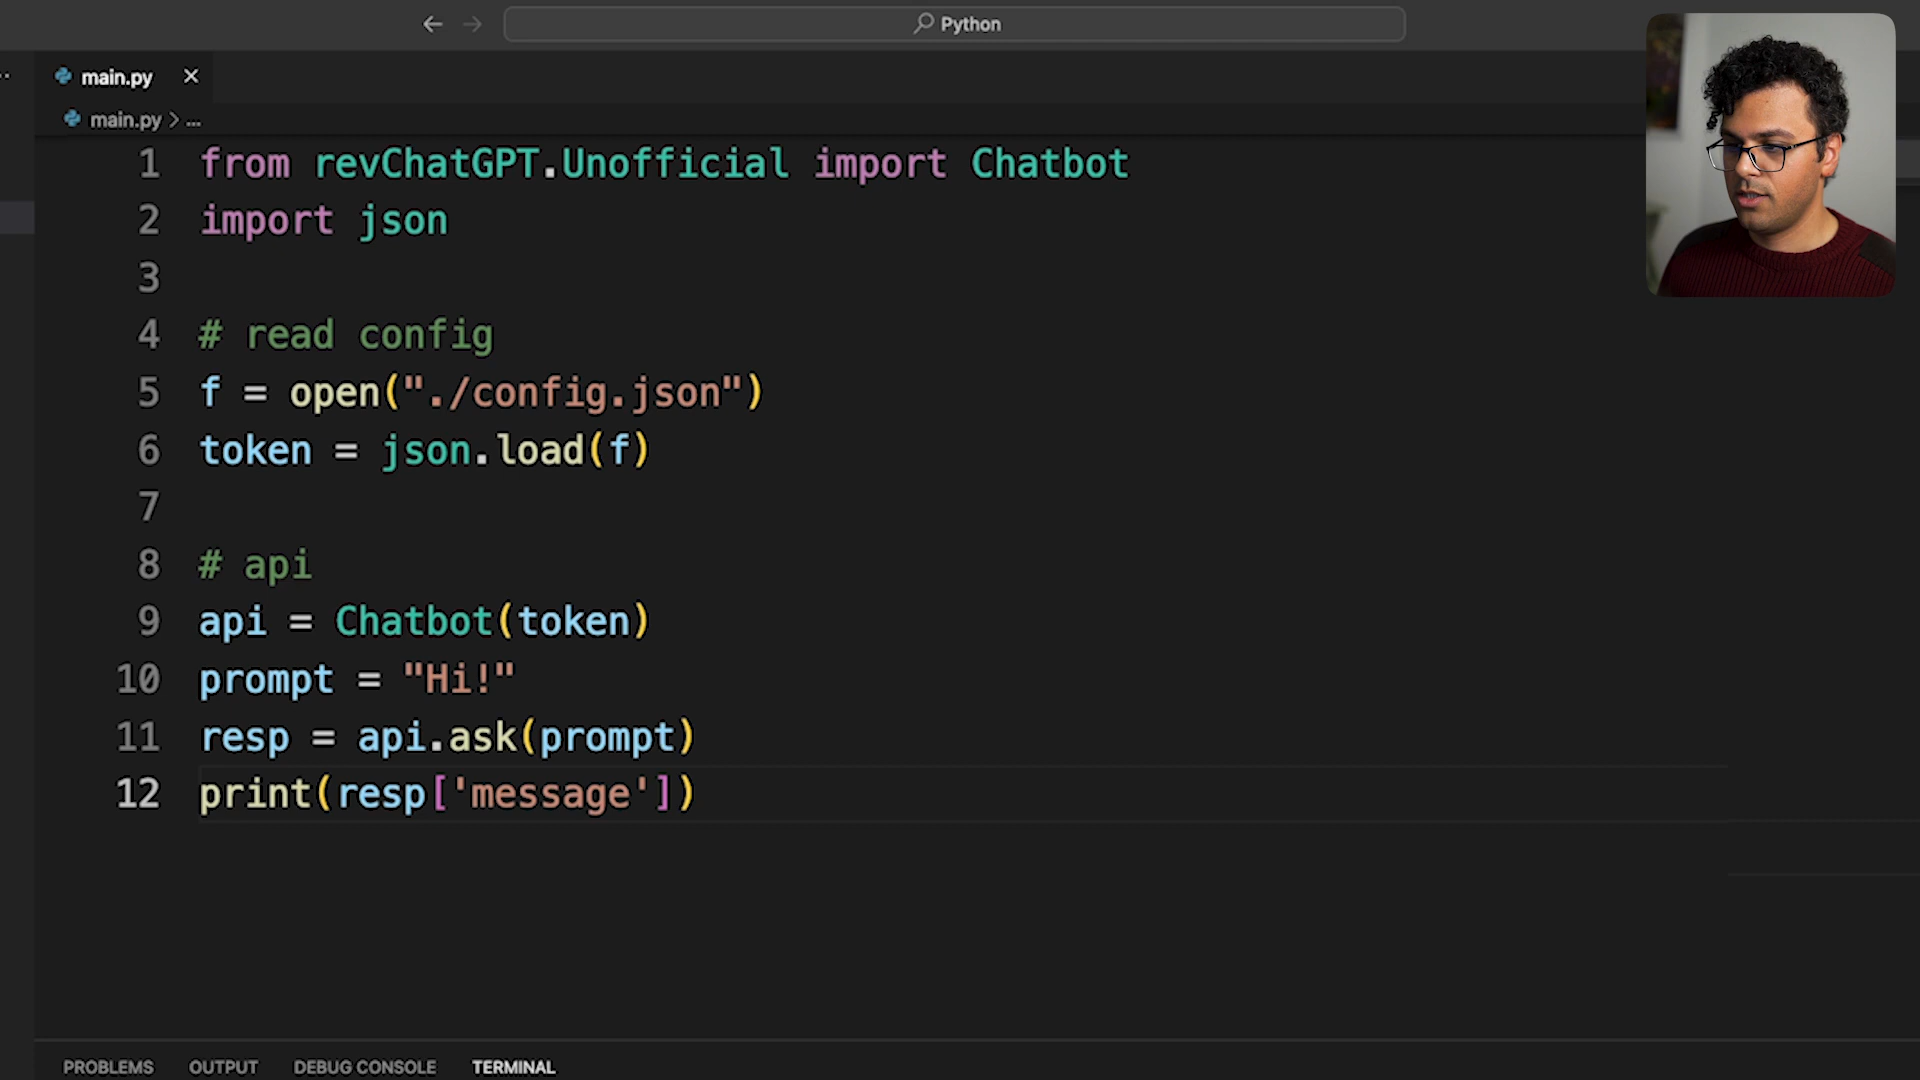 Python
main.py
main.py > ...
1 from revChatGPT.Unofficial import Chatbot
2 import json
3
4 # read config
5 f = open("./config.json")
6 token = json.load(f)
7
8 # api
9 api = Chatbot(token)
10 prompt = "Hi!"
11 resp = api.ask(prompt)
12 print(resp['message'])
PROBLEMS OUTPUT DEBUG CONSOLE TERMINAL